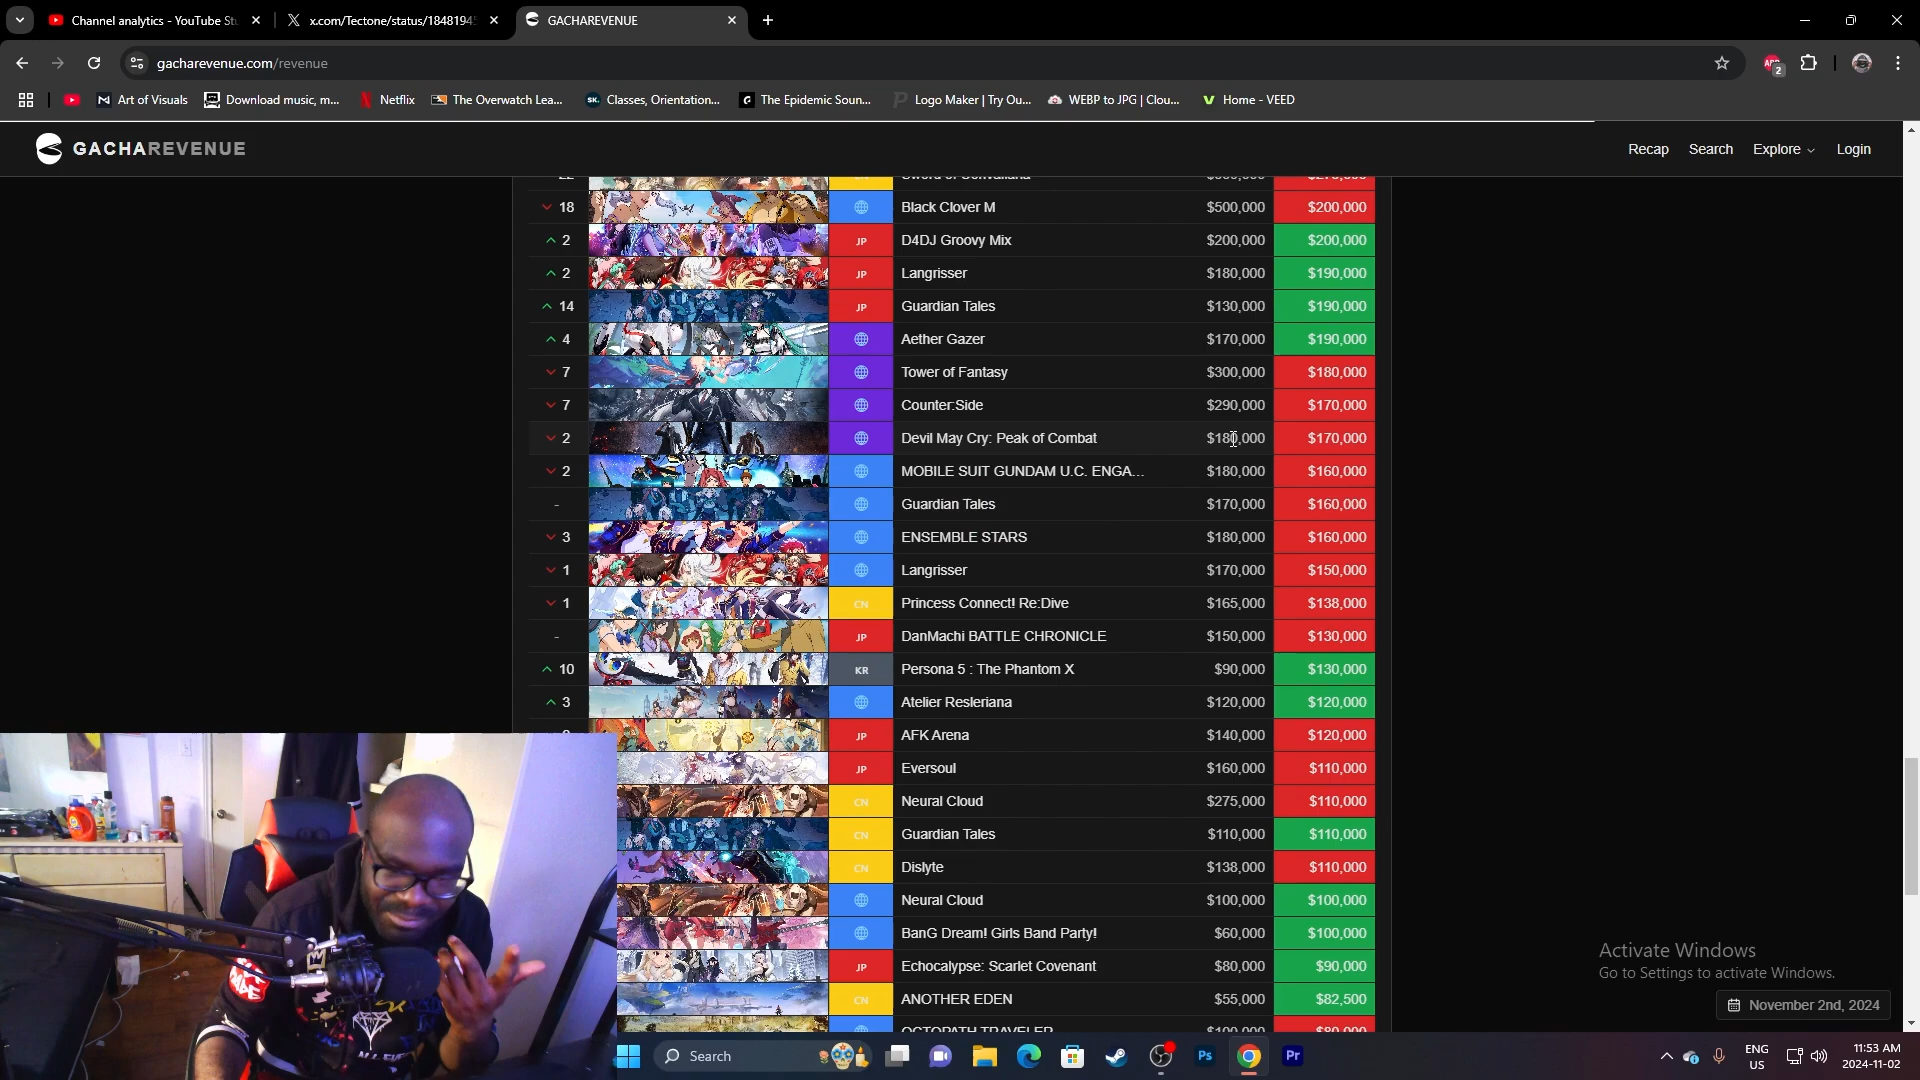 Channel analytics - YouTube St
x.com/Tectone/status/1848194
GACHAREVENUE
gacharevenue.com/revenue
ABP
2
Art of Visuals
Download music, m...
Netflix
The Overwatch Lea...
SK.
Classes, Orientation...
The Epidemic Soun...
Logo Maker | Try Ou...
WEBP to JPG | Clou...
Home - VEED
GACHAREVENUE
Recap
Search
Explore
Login
18 Black Clover M $500,000 $200,000
2 JP D4DJ Groovy Mix $200,000 $200,000
2 JP Langrisser $180,000 $190,000
14 JP Guardian Tales $130,000 $190,000
4 Aether Gazer $170,000 $190,000
7 Tower of Fantasy $300,000 $180,000
7 Counter:Side $290,000 $170,000
2 Devil May Cry: Peak of Combat $180,000 $170,000
2 MOBILE SUIT GUNDAM U.C. ENGA... $180,000 $160,000
- Guardian Tales $170,000 $160,000
3 ENSEMBLE STARS $180,000 $160,000
1 Langrisser $170,000 $150,000
1 CN Princess Connect! Re:Dive $165,000 $138,000
- JP DanMachi BATTLE CHRONICLE $150,000 $130,000
10 KR Persona 5 : The Phantom X $90,000 $130,000
3 Atelier Resleriana $120,000 $120,000
JP AFK Arena $140,000 $120,000
JP Eversoul $160,000 $110,000
CN Neural Cloud $275,000 $110,000
CN Guardian Tales $110,000 $110,000
CN Dislyte $138,000 $110,000
Neural Cloud $100,000 $100,000
BanG Dream! Girls Band Party! $60,000 $100,000
JP Echocalypse: Scarlet Covenant $80,000 $90,000
CN ANOTHER EDEN $55,000 $82,500
OCTOPATH TRAVELER $100,000 $80,000
Activate Windows
Go to Settings to activate Windows.
November 2nd, 2024
Search
Ps
Pr
ENG
US
11:53 AM
2024-11-02